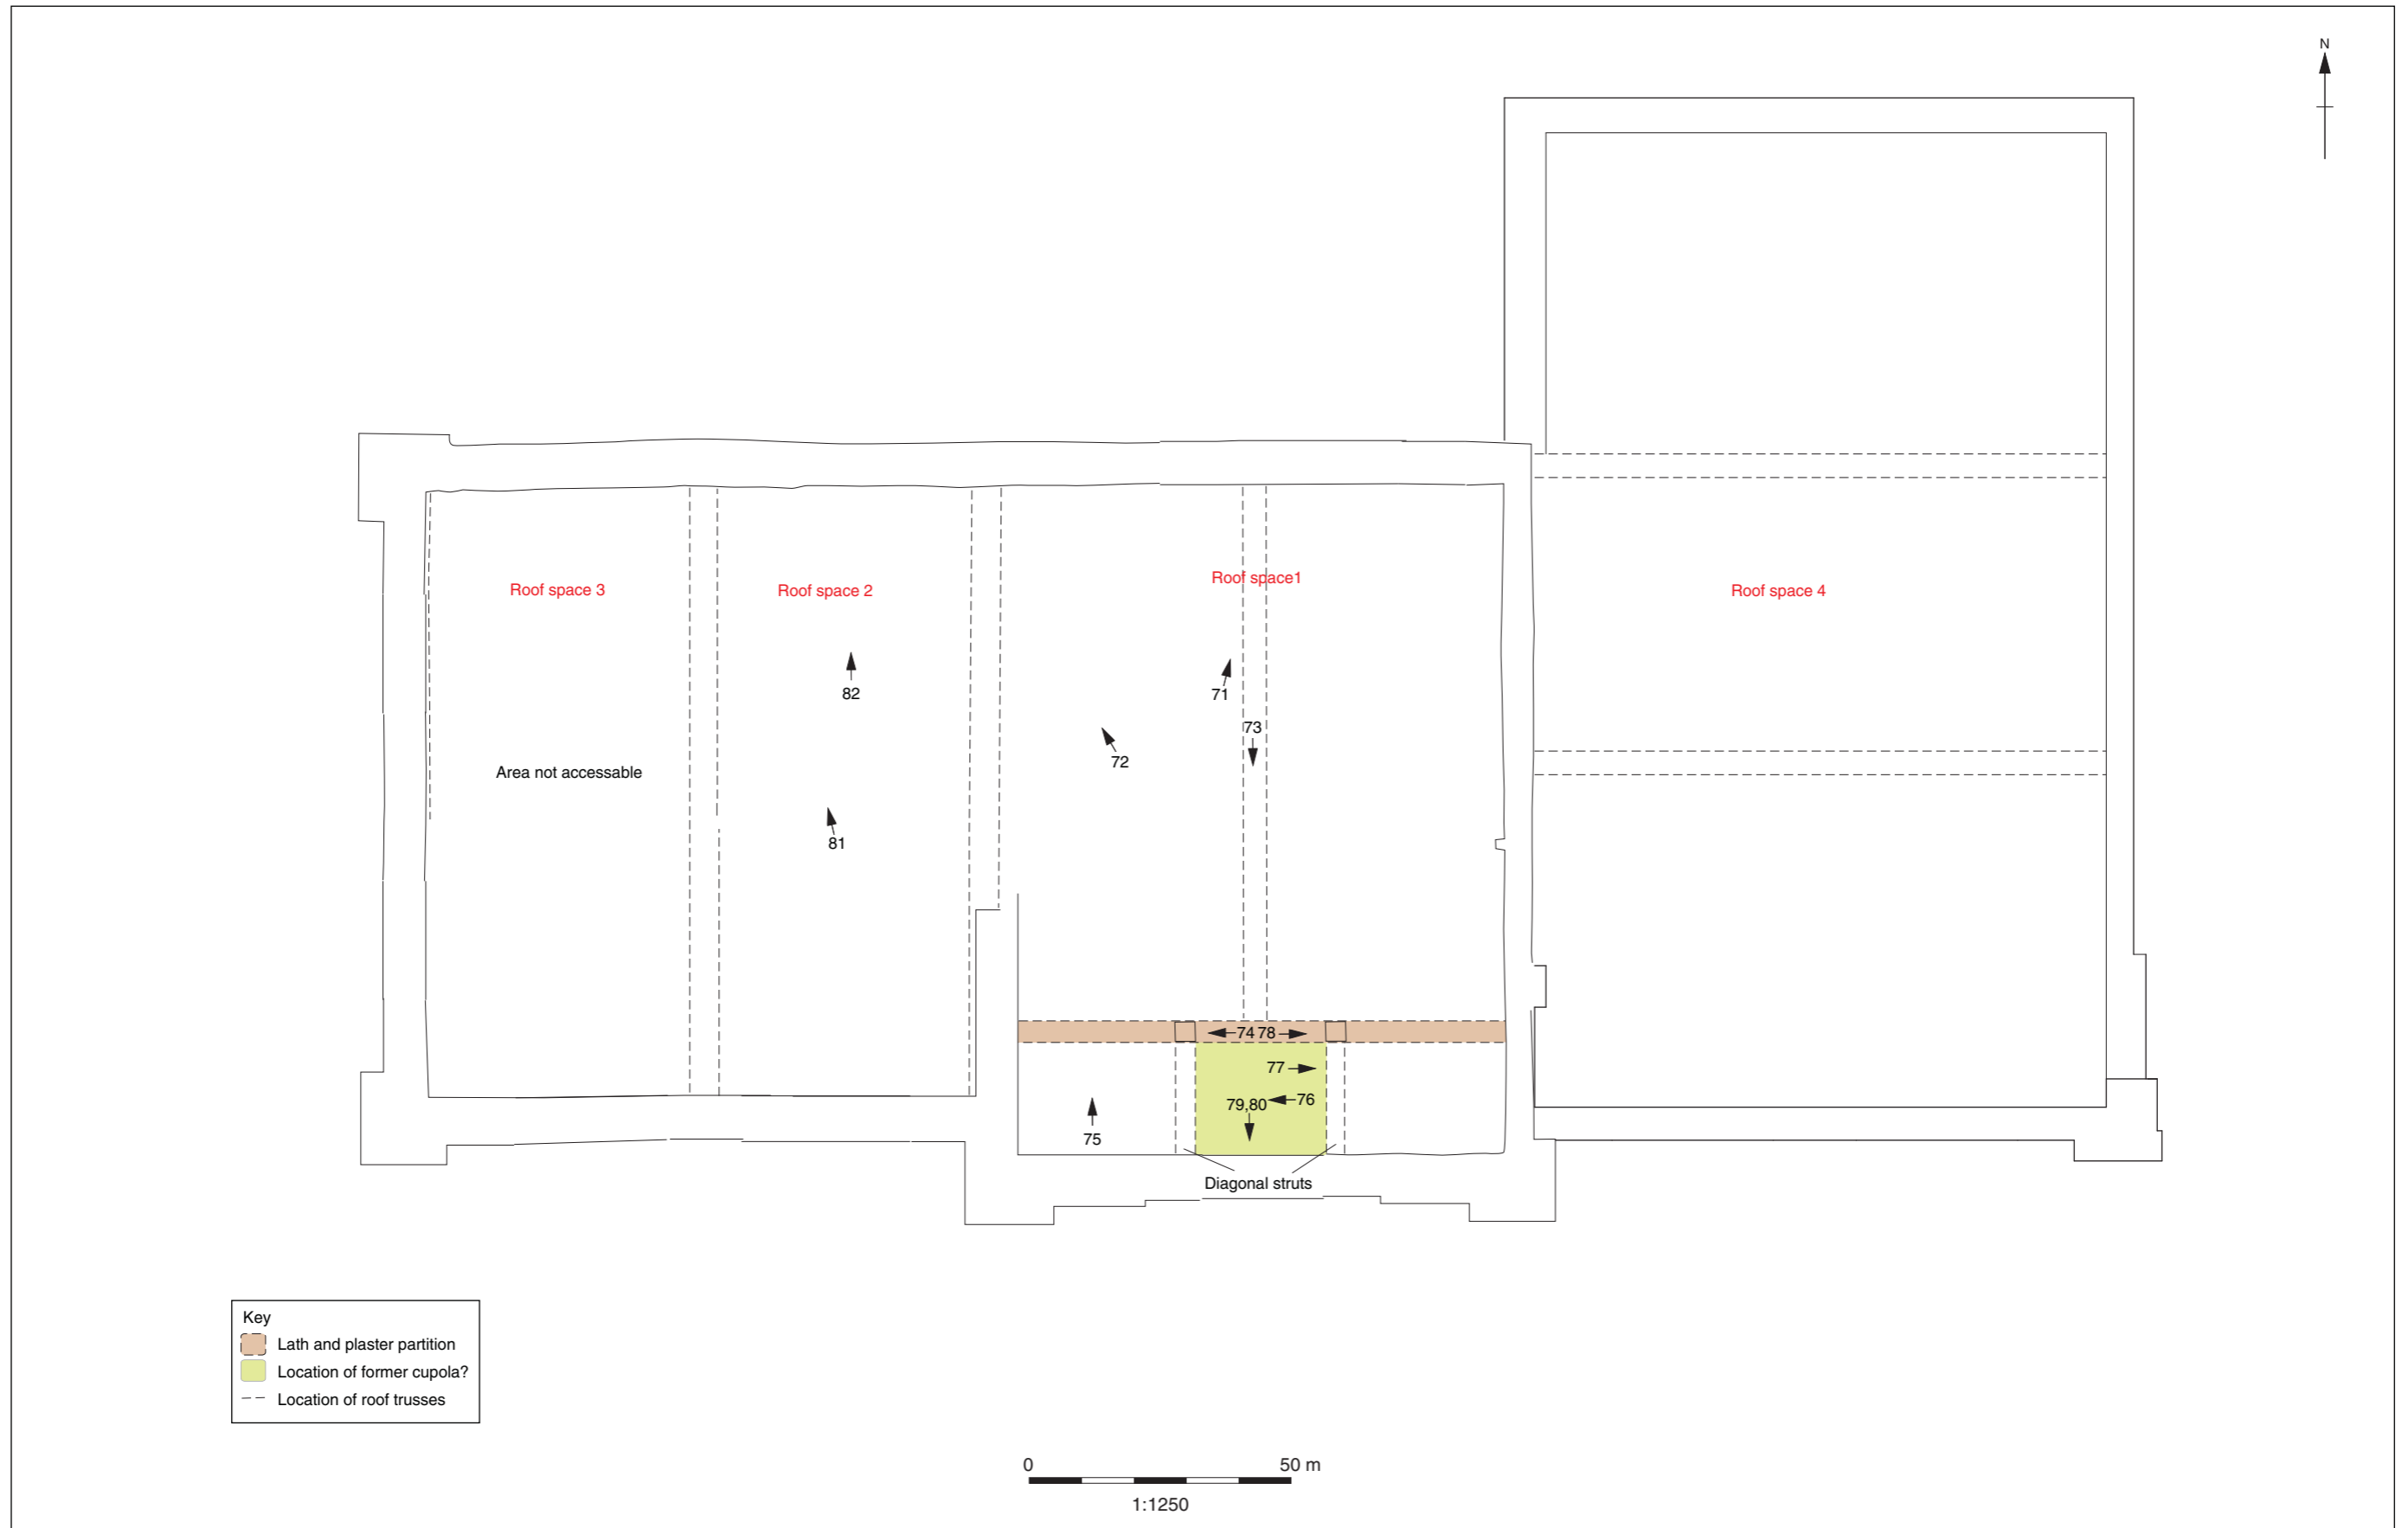 N
Roof space 3
Roof space 2
Roof space1
Roof space 4
82
71
73
72
Area not accessable
81
74 78
77
76
79,80
75
Diagonal struts
Key
Lath and plaster partition
Location of former cupola?
Location of roof trusses
0 50 m
1:1250